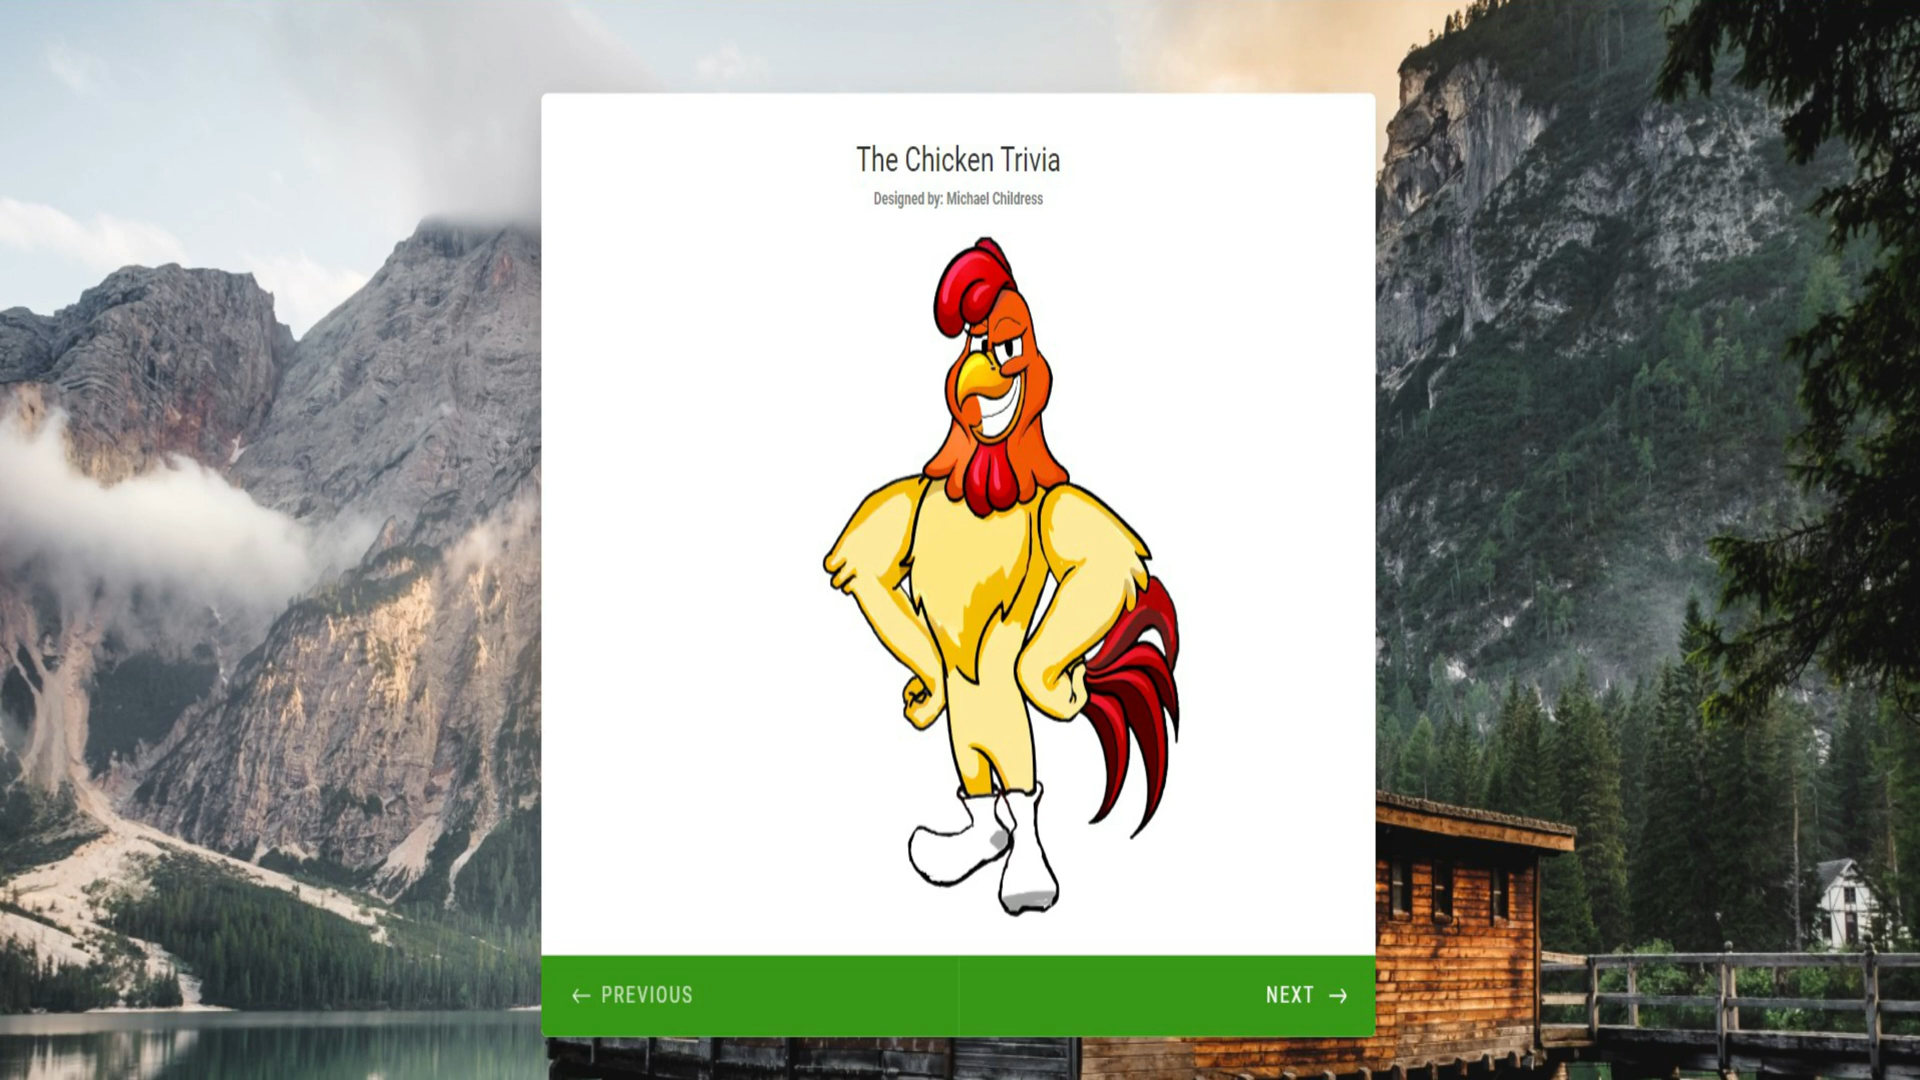 The Chicken Trivia
Designed by: Michael Childress
← PREVIOUS
NEXT →